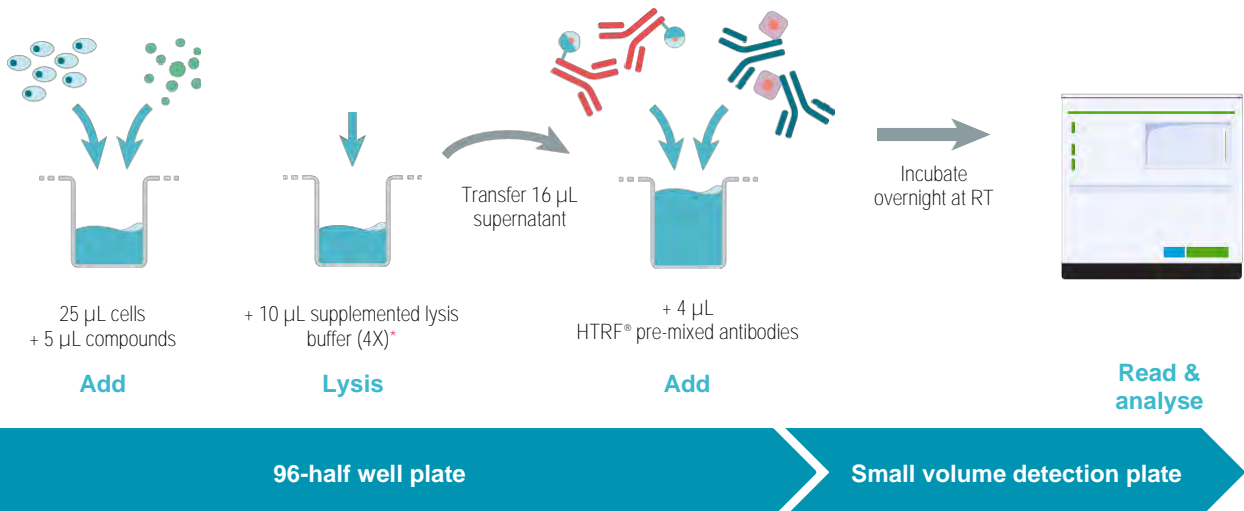 Transfer 16 µL
supernatant
Incubate
overnight at RT
25 µL cells
+ 5 µL compounds
+ 10 µL supplemented lysis
buffer (4X)*
+ 4 µL
HTRF® pre-mixed antibodies
Add
Lysis
Add
Read &
analyse
96-half well plate
Small volume detection plate